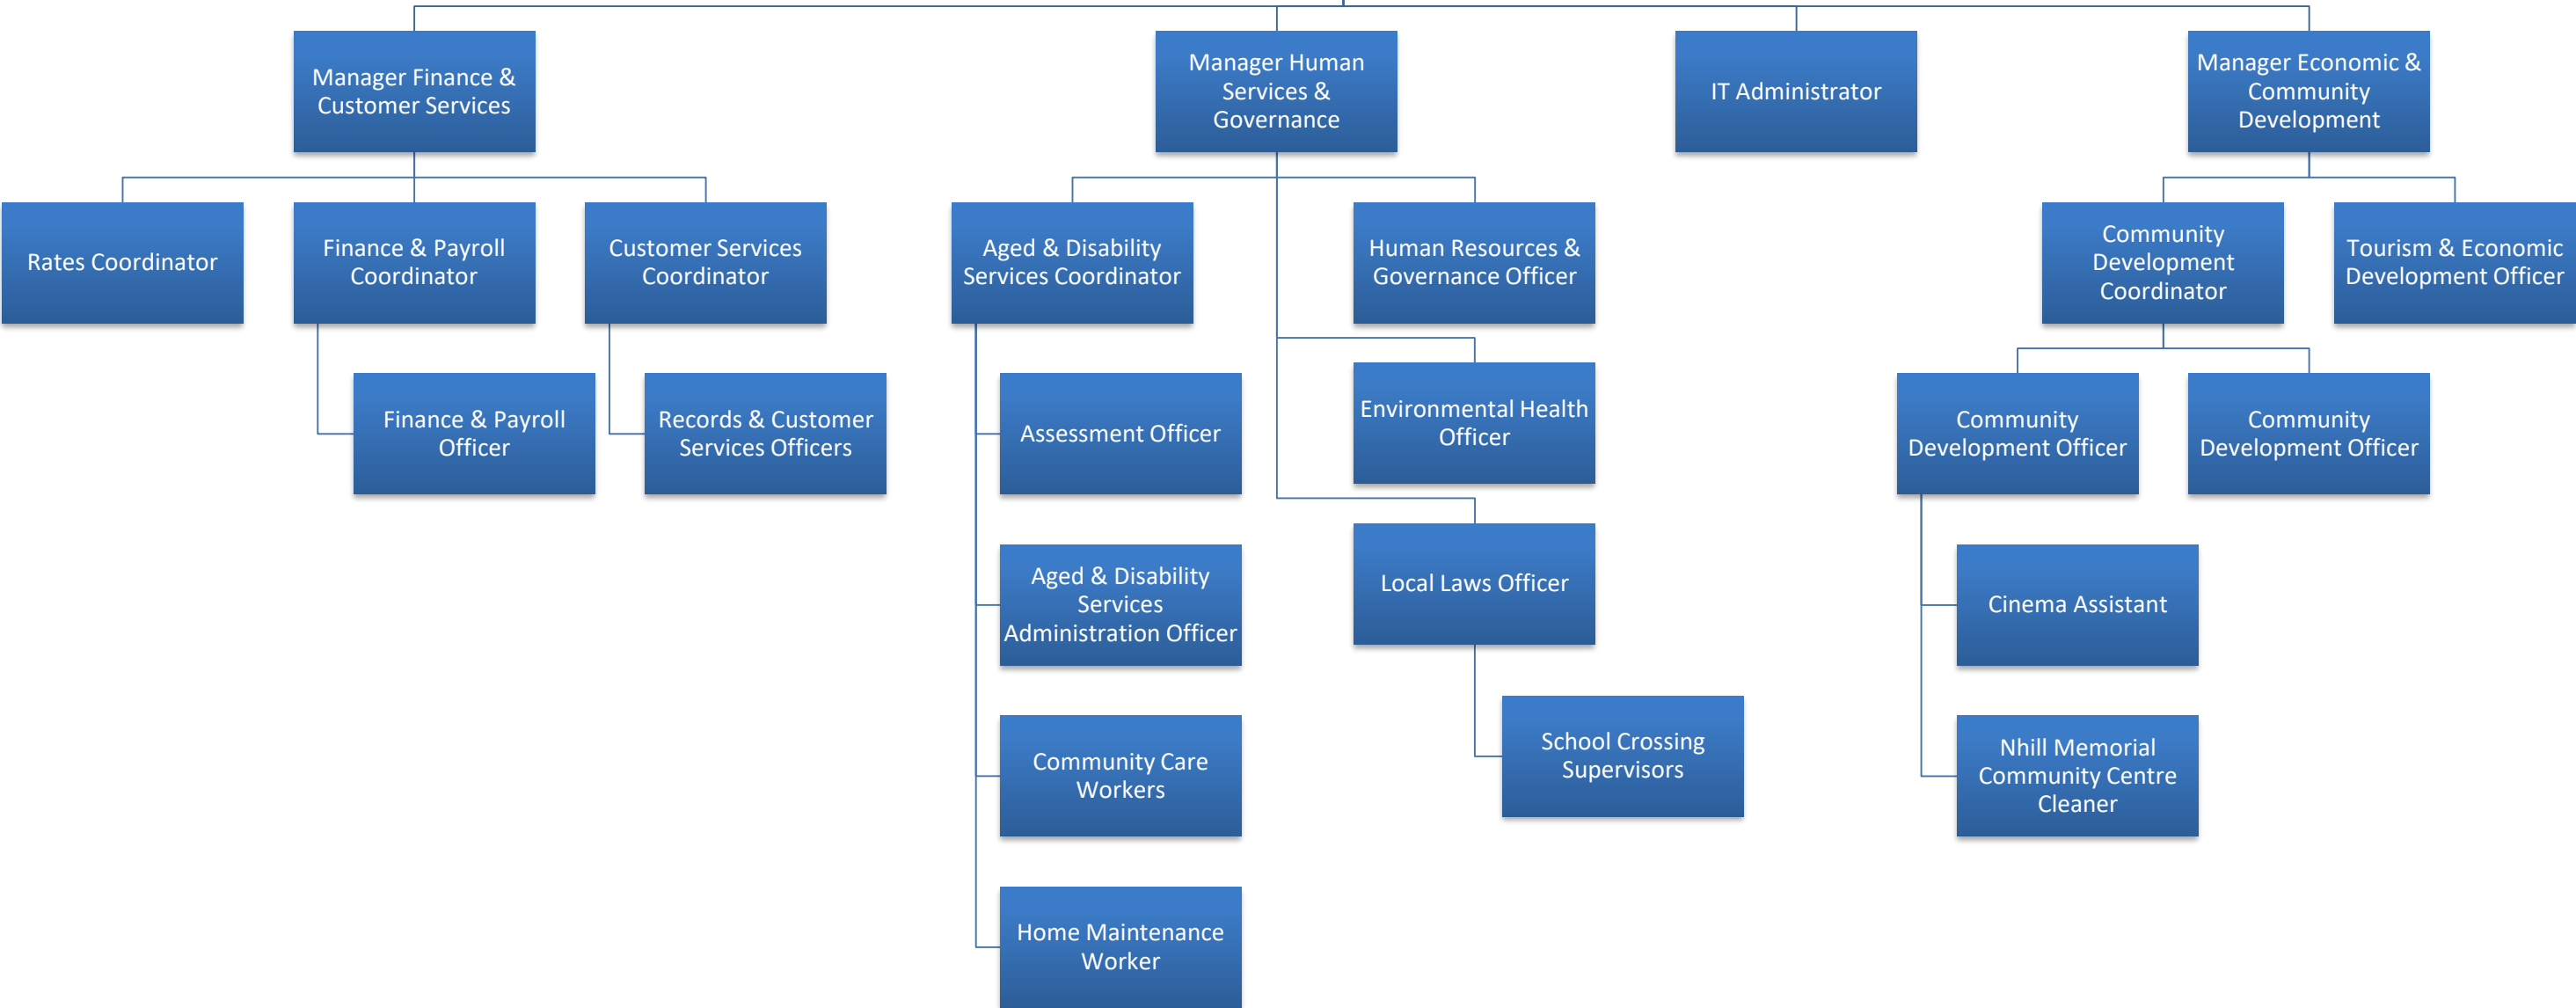 Manager Finance &
Customer Services
Manager Human
Services &
Governance
IT Administrator
Manager Economic &
Community
Development
Rates Coordinator
Finance & Payroll
Coordinator
Customer Services
Coordinator
Aged & Disability
Services Coordinator
Human Resources &
Governance Officer
Community
Development
Coordinator
Tourism & Economic
Development Officer
Finance & Payroll
Officer
Records & Customer
Services Officers
Assessment Officer
Environmental Health
Officer
Community
Development Officer
Community
Development Officer
Aged & Disability
Services
Administration Officer
Local Laws Officer
Cinema Assistant
Community Care
Workers
School Crossing
Supervisors
Nhill Memorial
Community Centre
Cleaner
Home Maintenance
Worker